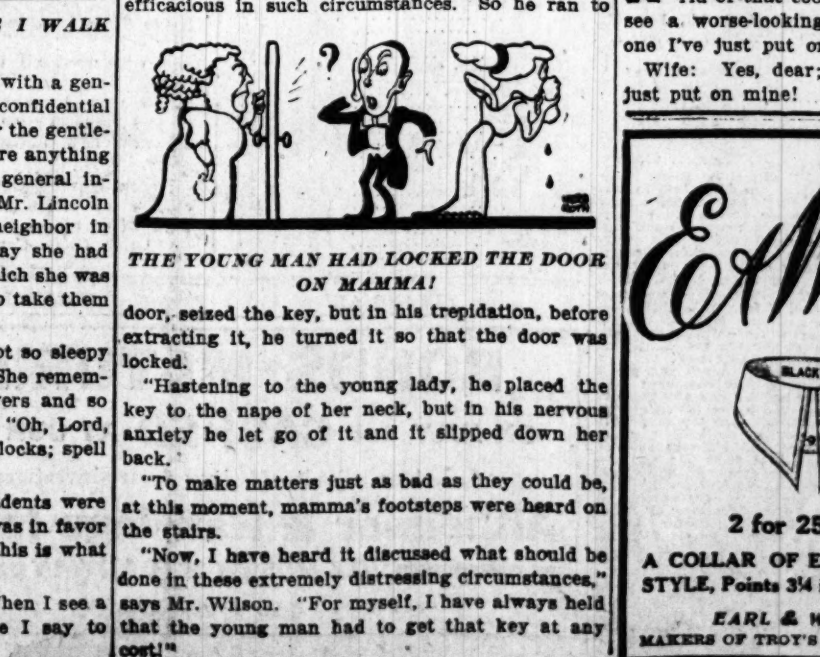 E I WALK
with a gen-
confidential
the gentle-
re anything
general in-
Mr. Lincoln
neighbor in
ay she had
ich she was
o take them
ot so sleepy
She remem-
ers and so
"Oh, Lord,
locks; spell
dents were
as in favor
his is what
hen I see a
e I say to
efficacious in such circumstances. So he ran to
?
THE YOUNG MAN HAD LOCKED THE DOOR
ON MAMMA!
door, seized the key, but in his trepidation, before
extracting it, he turned it so that the door was
locked.
"Hastening to the young lady, he placed the
key to the nape of her neck, but in his nervous
anxiety he let go of it and it slipped down her
back.
"To make matters just as bad as they could be,
at this moment, mamma's footsteps were heard on
the stairs.
"Now, I have heard it discussed what should be
done in these extremely distressing circumstances,"
says Mr. Wilson. "For myself, I have always held
that the young man had to get that key at any
cost!"
see a worse-looking
one I've just put on
Wife: Yes, dear;
just put on mine!
BLACK
2 for 25
A COLLAR OF E
STYLE, Points 3¼
EARL & W
MAKERS OF TROY'S